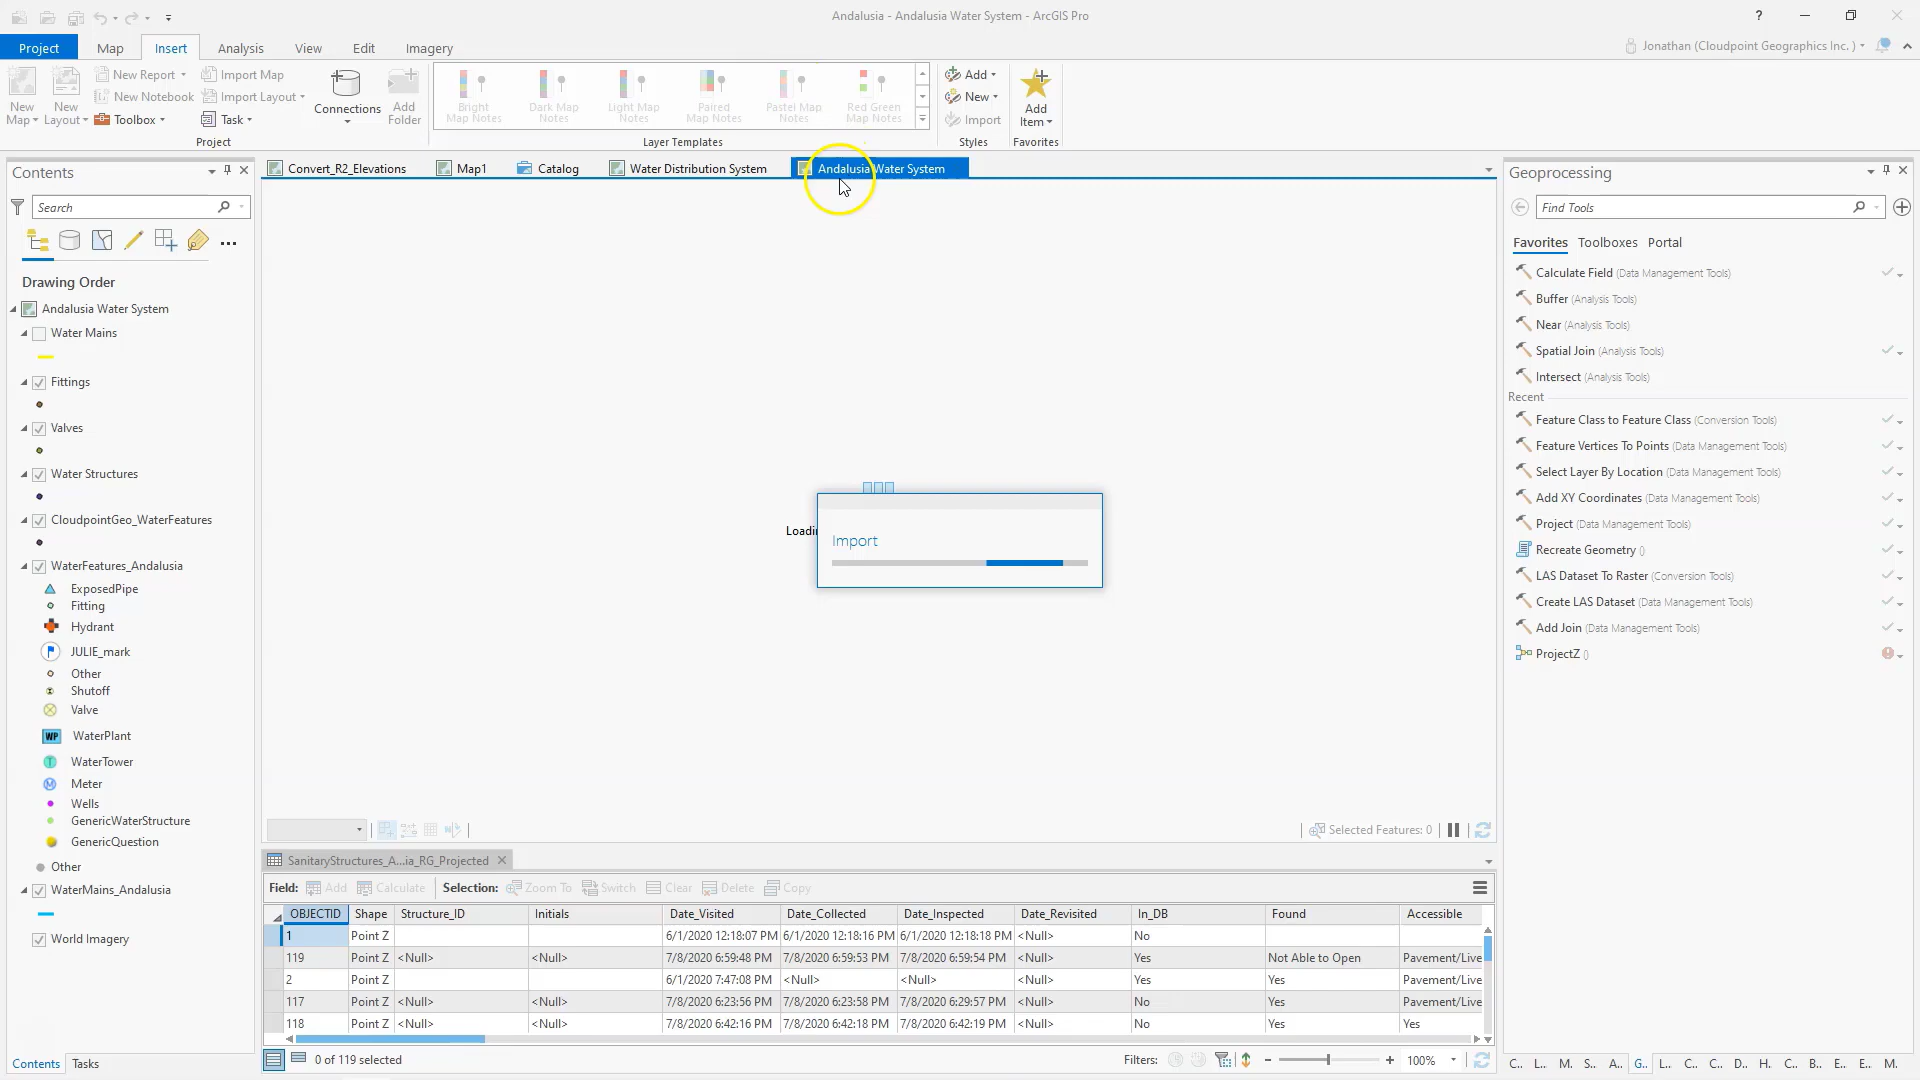 Andalusia - Andalusia Water System - ArcGIS Pro
?
Project Map Insert Analysis View Edit Imagery
Jonathan (Cloudpoint Geographics Inc.)
New Map
New Layout
New Report
New Notebook
Toolbox
Import Map
Import Layout
Task
Connections
Add Folder
Project
Bright Map Notes
Dark Map Notes
Light Map Notes
Paired Map Notes
Pastel Map Notes
Red Green Map Notes
Layer Templates
Add
New
Import
Styles
Add Item
Favorites
Contents
Search
Drawing Order
Andalusia Water System
Water Mains
Fittings
Valves
Water Structures
CloudpointGeo_WaterFeatures
WaterFeatures_Andalusia
ExposedPipe
Fitting
Hydrant
JULIE_mark
Other
Shutoff
Valve
WP WaterPlant
T WaterTower
M Meter
Wells
GenericWaterStructure
GenericQuestion
Other
WaterMains_Andalusia
World Imagery
Contents Tasks
Convert_R2_Elevations Map1 Catalog Water Distribution System Andalusia Water System
Loadin
Import
Selected Features: 0
SanitaryStructures_A...ia_RG_Projected
Field: Add Calculate Selection: Zoom To Switch Clear Delete Copy
OBJECTID Shape Structure_ID Initials Date_Visited Date_Collected Date_Inspected Date_Revisited In_DB Found Accessible
1 Point Z 6/1/2020 12:18:07 PM 6/1/2020 12:18:16 PM 6/1/2020 12:18:18 PM <Null> No
119 Point Z <Null> <Null> 7/8/2020 6:59:48 PM 7/8/2020 6:59:53 PM 7/8/2020 6:59:54 PM <Null> Yes Not Able to Open Pavement/Live
2 Point Z 6/1/2020 7:47:08 PM <Null> <Null> <Null> Yes Yes Pavement/Live
117 Point Z <Null> <Null> 7/8/2020 6:23:56 PM 7/8/2020 6:23:58 PM 7/8/2020 6:29:57 PM <Null> No Yes Pavement/Live
118 Point Z <Null> <Null> 7/8/2020 6:42:16 PM 7/8/2020 6:42:18 PM 7/8/2020 6:42:19 PM <Null> No Yes Yes
0 of 119 selected
Filters: - + 100%
Geoprocessing
Find Tools
Favorites Toolboxes Portal
Calculate Field (Data Management Tools)
Buffer (Analysis Tools)
Near (Analysis Tools)
Spatial Join (Analysis Tools)
Intersect (Analysis Tools)
Recent
Feature Class to Feature Class (Conversion Tools)
Feature Vertices To Points (Data Management Tools)
Select Layer By Location (Data Management Tools)
Add XY Coordinates (Data Management Tools)
Project (Data Management Tools)
Recreate Geometry ()
LAS Dataset To Raster (Conversion Tools)
Create LAS Dataset (Data Management Tools)
Add Join (Data Management Tools)
ProjectZ ()
C... L... M. S... A... G.. L... C... C... D... H. C... B... E... E... M.